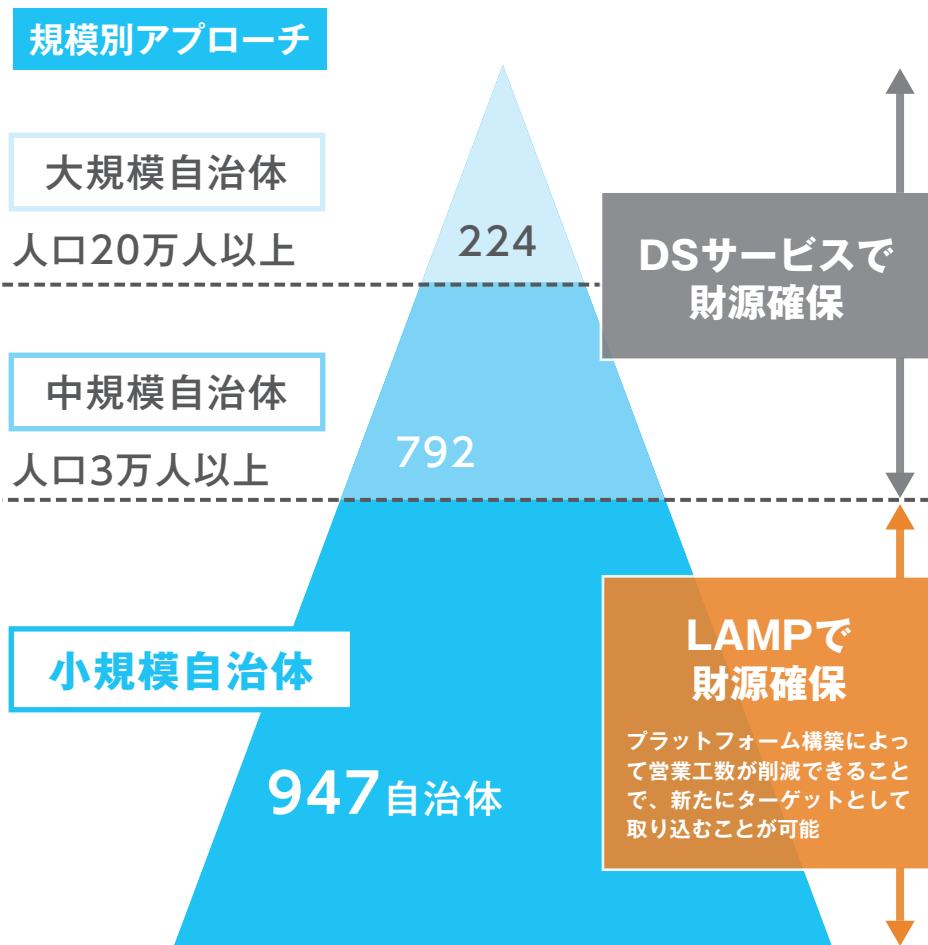 規模別アプローチ
大規模自治体
人口20万人以上
224
中規模自治体
人口3万人以上
792
小規模自治体
947自治体
DSサービスで
財源確保
LAMPで
財源確保
プラットフォーム構築によっ
て営業工数が削減できること
で、新たにターゲットとして
取り込むことが可能